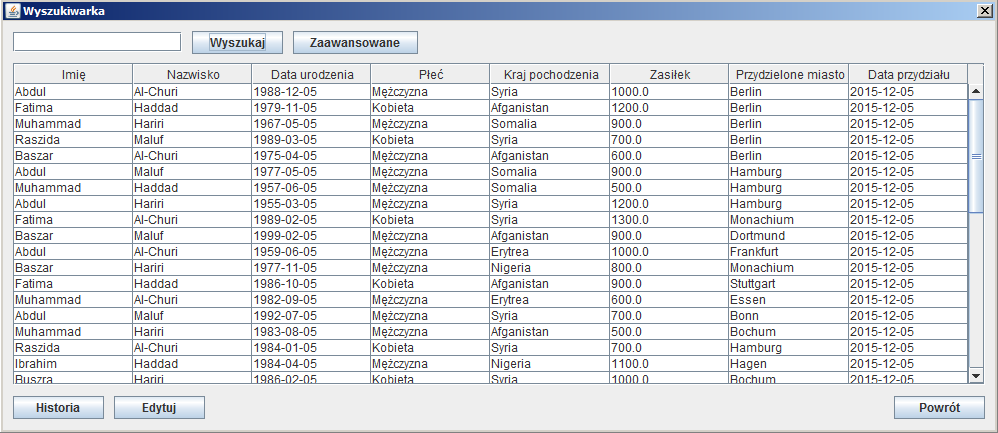 Wyszukiwarka
Wyszukaj Zaawansowane
Imię Nazwisko Data urodzenia Płeć Kraj pochodzenia Zasiłek Przydzielone miasto Data przydziału
Abdul Al-Churi 1988-12-05 Mężczyzna Syria 1000.0 Berlin 2015-12-05
Fatima Haddad 1979-11-05 Kobieta Afganistan 1200.0 Berlin 2015-12-05
Muhammad Hariri 1967-05-05 Mężczyzna Somalia 900.0 Berlin 2015-12-05
Raszida Maluf 1989-03-05 Kobieta Syria 700.0 Berlin 2015-12-05
Baszar Al-Churi 1975-04-05 Mężczyzna Afganistan 600.0 Berlin 2015-12-05
Abdul Maluf 1977-05-05 Mężczyzna Somalia 900.0 Hamburg 2015-12-05
Muhammad Haddad 1957-06-05 Mężczyzna Somalia 500.0 Hamburg 2015-12-05
Abdul Hariri 1955-03-05 Mężczyzna Syria 1200.0 Hamburg 2015-12-05
Fatima Al-Churi 1989-02-05 Kobieta Syria 1300.0 Monachium 2015-12-05
Baszar Maluf 1999-02-05 Mężczyzna Afganistan 900.0 Dortmund 2015-12-05
Abdul Al-Churi 1959-06-05 Mężczyzna Erytrea 1000.0 Frankfurt 2015-12-05
Baszar Hariri 1977-11-05 Mężczyzna Nigeria 800.0 Monachium 2015-12-05
Fatima Haddad 1986-10-05 Kobieta Afganistan 900.0 Stuttgart 2015-12-05
Muhammad Al-Churi 1982-09-05 Mężczyzna Erytrea 600.0 Essen 2015-12-05
Abdul Maluf 1992-07-05 Mężczyzna Syria 700.0 Bonn 2015-12-05
Muhammad Hariri 1983-08-05 Mężczyzna Afganistan 500.0 Bochum 2015-12-05
Raszida Al-Churi 1984-01-05 Kobieta Syria 700.0 Hamburg 2015-12-05
Ibrahim Haddad 1984-04-05 Mężczyzna Nigeria 1100.0 Hagen 2015-12-05
Buszra Hariri 1986-02-05 Kobieta Syria 1000.0 Bochum 2015-12-05
Historia Edytuj Powrót